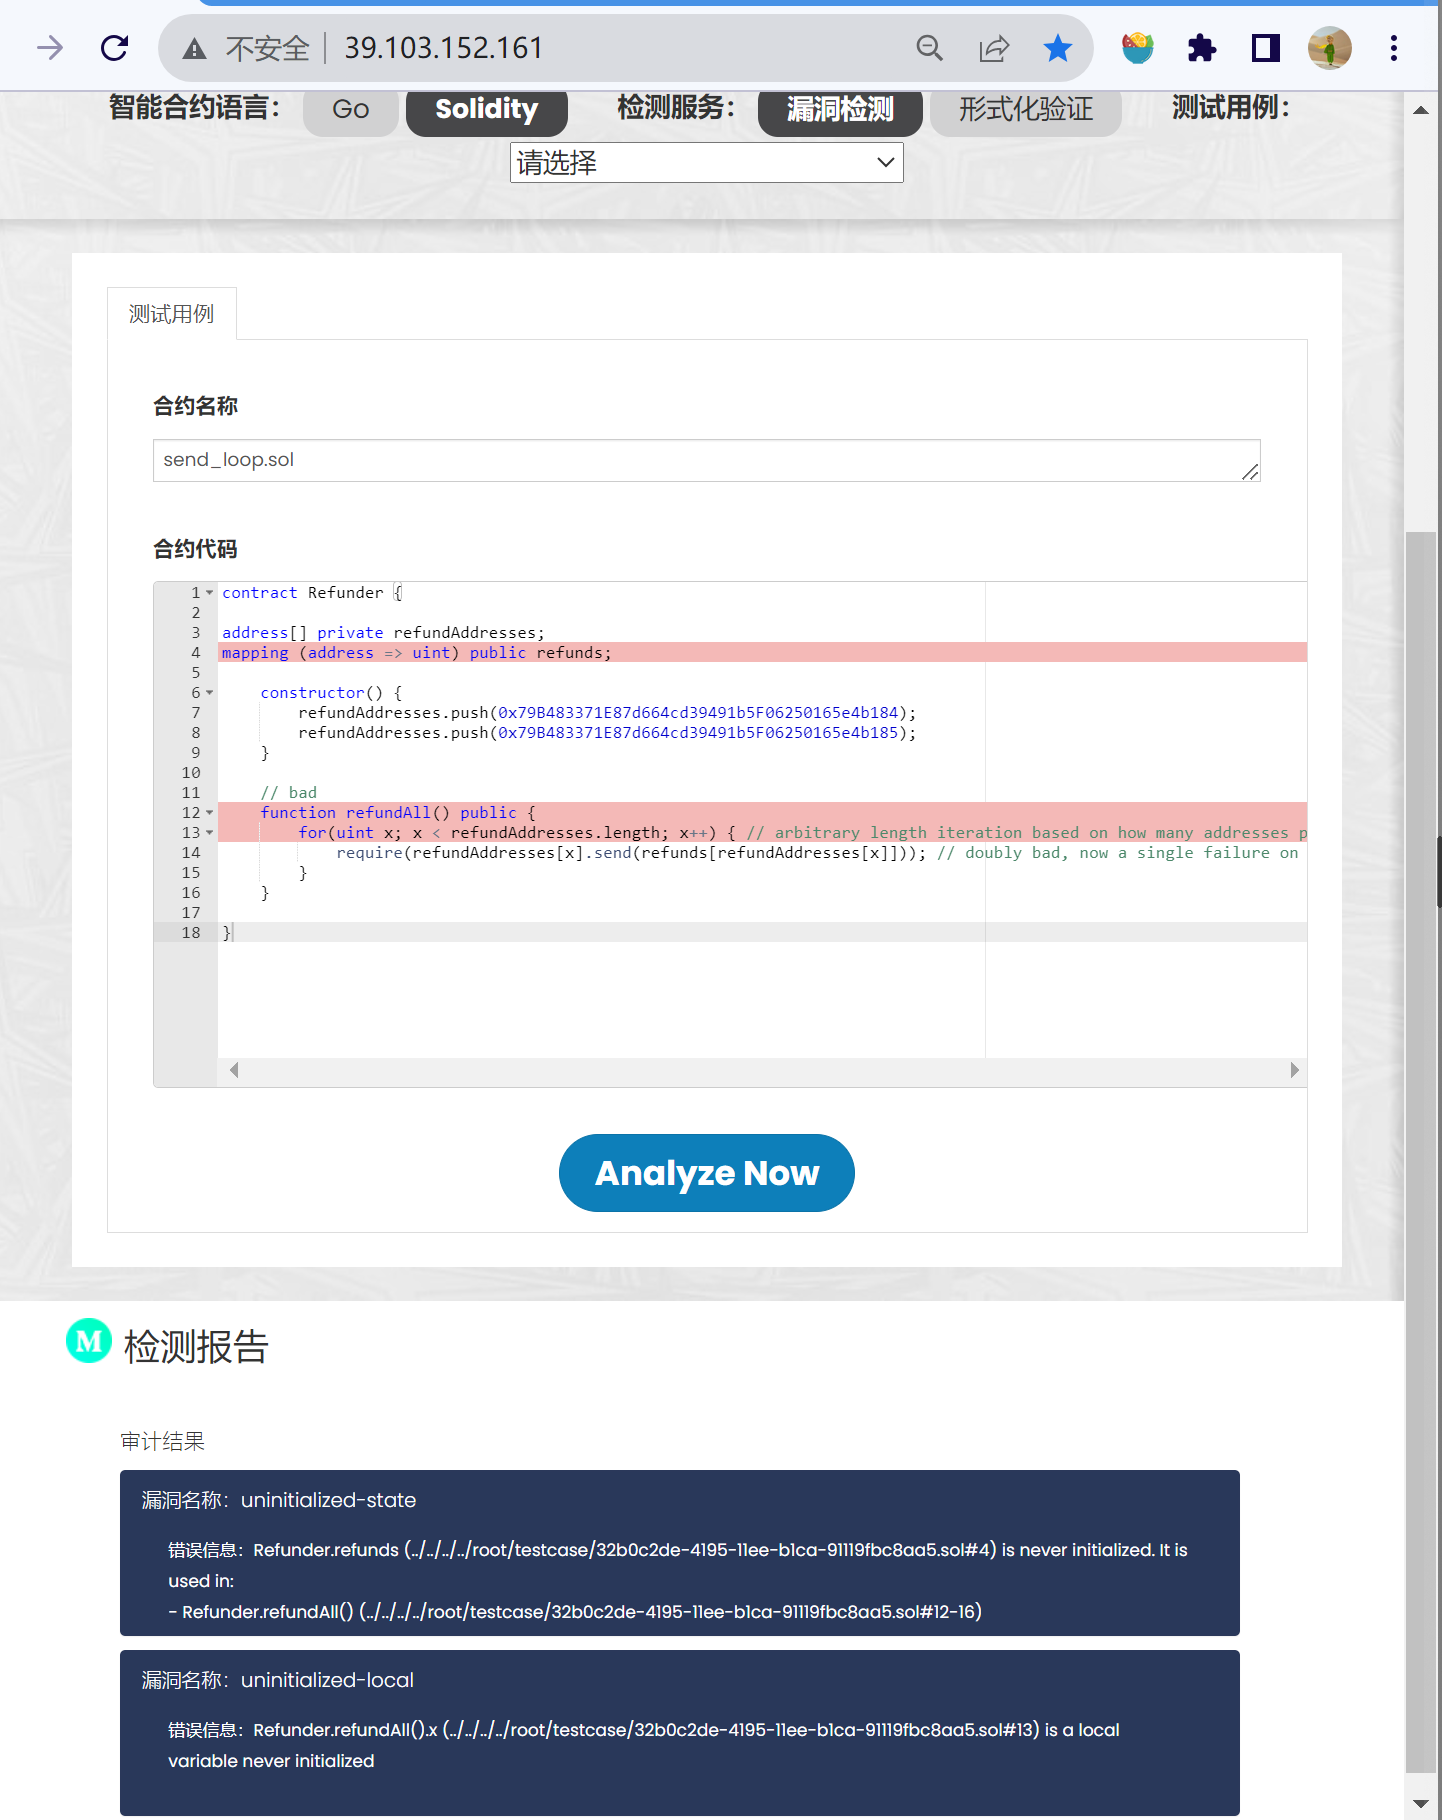 不安全 39.103.152.161
智能合约语言： Go Solidity 检测服务： 漏洞检测 形式化验证 测试用例：
请选择
测试用例
合约名称
send_loop.sol
合约代码
1 contract Refunder {
2
3 address[] private refundAddresses;
4 mapping (address => uint) public refunds;
5
6 constructor() {
7 refundAddresses.push(0x79B483371E87d664cd39491b5F06250165e4b184);
8 refundAddresses.push(0x79B483371E87d664cd39491b5F06250165e4b185);
9 }
10
11 // bad
12 function refundAll() public {
13 for(uint x; x < refundAddresses.length; x++) { // arbitrary length iteration based on how many addresses p
14 require(refundAddresses[x].send(refunds[refundAddresses[x]])); // doubly bad, now a single failure on
15 }
16 }
17
18 }
Analyze Now
M 检测报告
审计结果
漏洞名称：uninitialized-state
错误信息：Refunder.refunds (../../../../root/testcase/32b0c2de-4195-11ee-b1ca-91119fbc8aa5.sol#4) is never initialized. It is
used in:
- Refunder.refundAll() (../../../../root/testcase/32b0c2de-4195-11ee-b1ca-91119fbc8aa5.sol#12-16)
漏洞名称：uninitialized-local
错误信息：Refunder.refundAll().x (../../../../root/testcase/32b0c2de-4195-11ee-b1ca-91119fbc8aa5.sol#13) is a local
variable never initialized